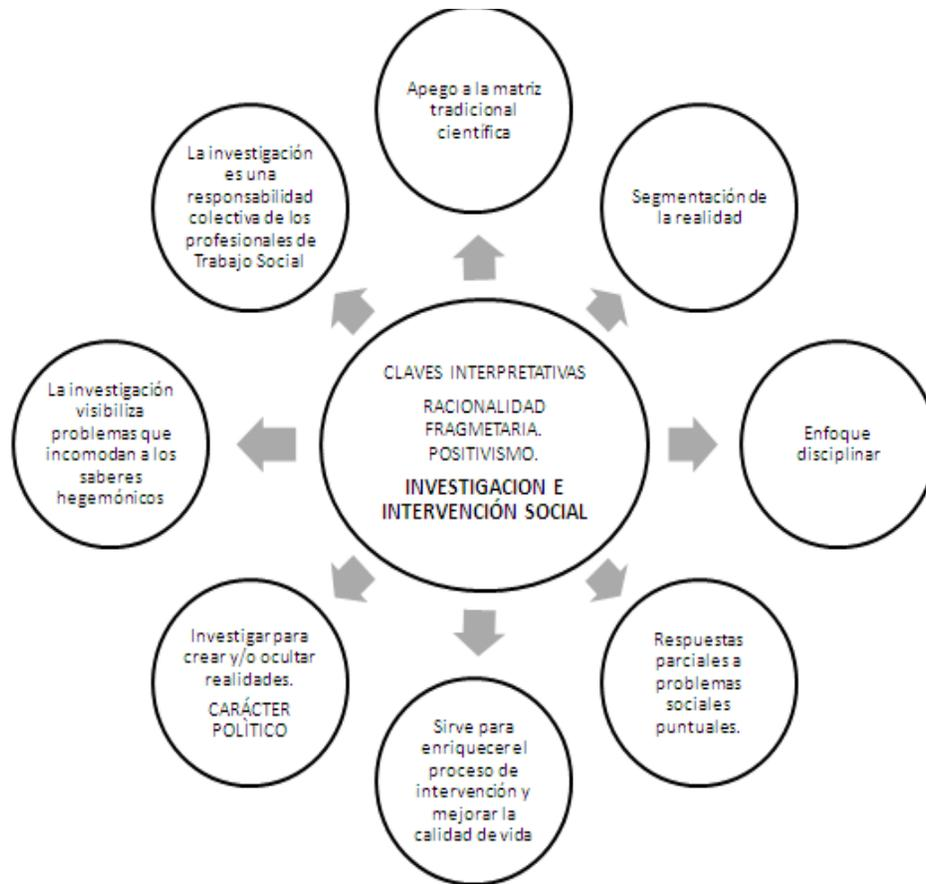 Apego a la matriz
tradicional
científica
Segmentación de
la realidad
Enfoque
disciplinar
Respuestas
parciales a
problemas
sociales
puntuales.
Sirve para
enriquecer el
proceso de
intervención y
mejorar la
calidad de vida
Investigar para
crear y/o ocultar
realidades.
CARÁCTER
POLÌTICO
La investigación
visibiliza
problemas que
incomodan a los
saberes
hegemónicos
La investigación
es una
responsabilidad
colectiva de los
profesionales de
Trabajo Social
CLAVES INTERPRETATIVAS
RACIONALIDAD
FRAGMETARIA.
POSITIVISMO.
INVESTIGACION E
INTERVENCIÓN SOCIAL